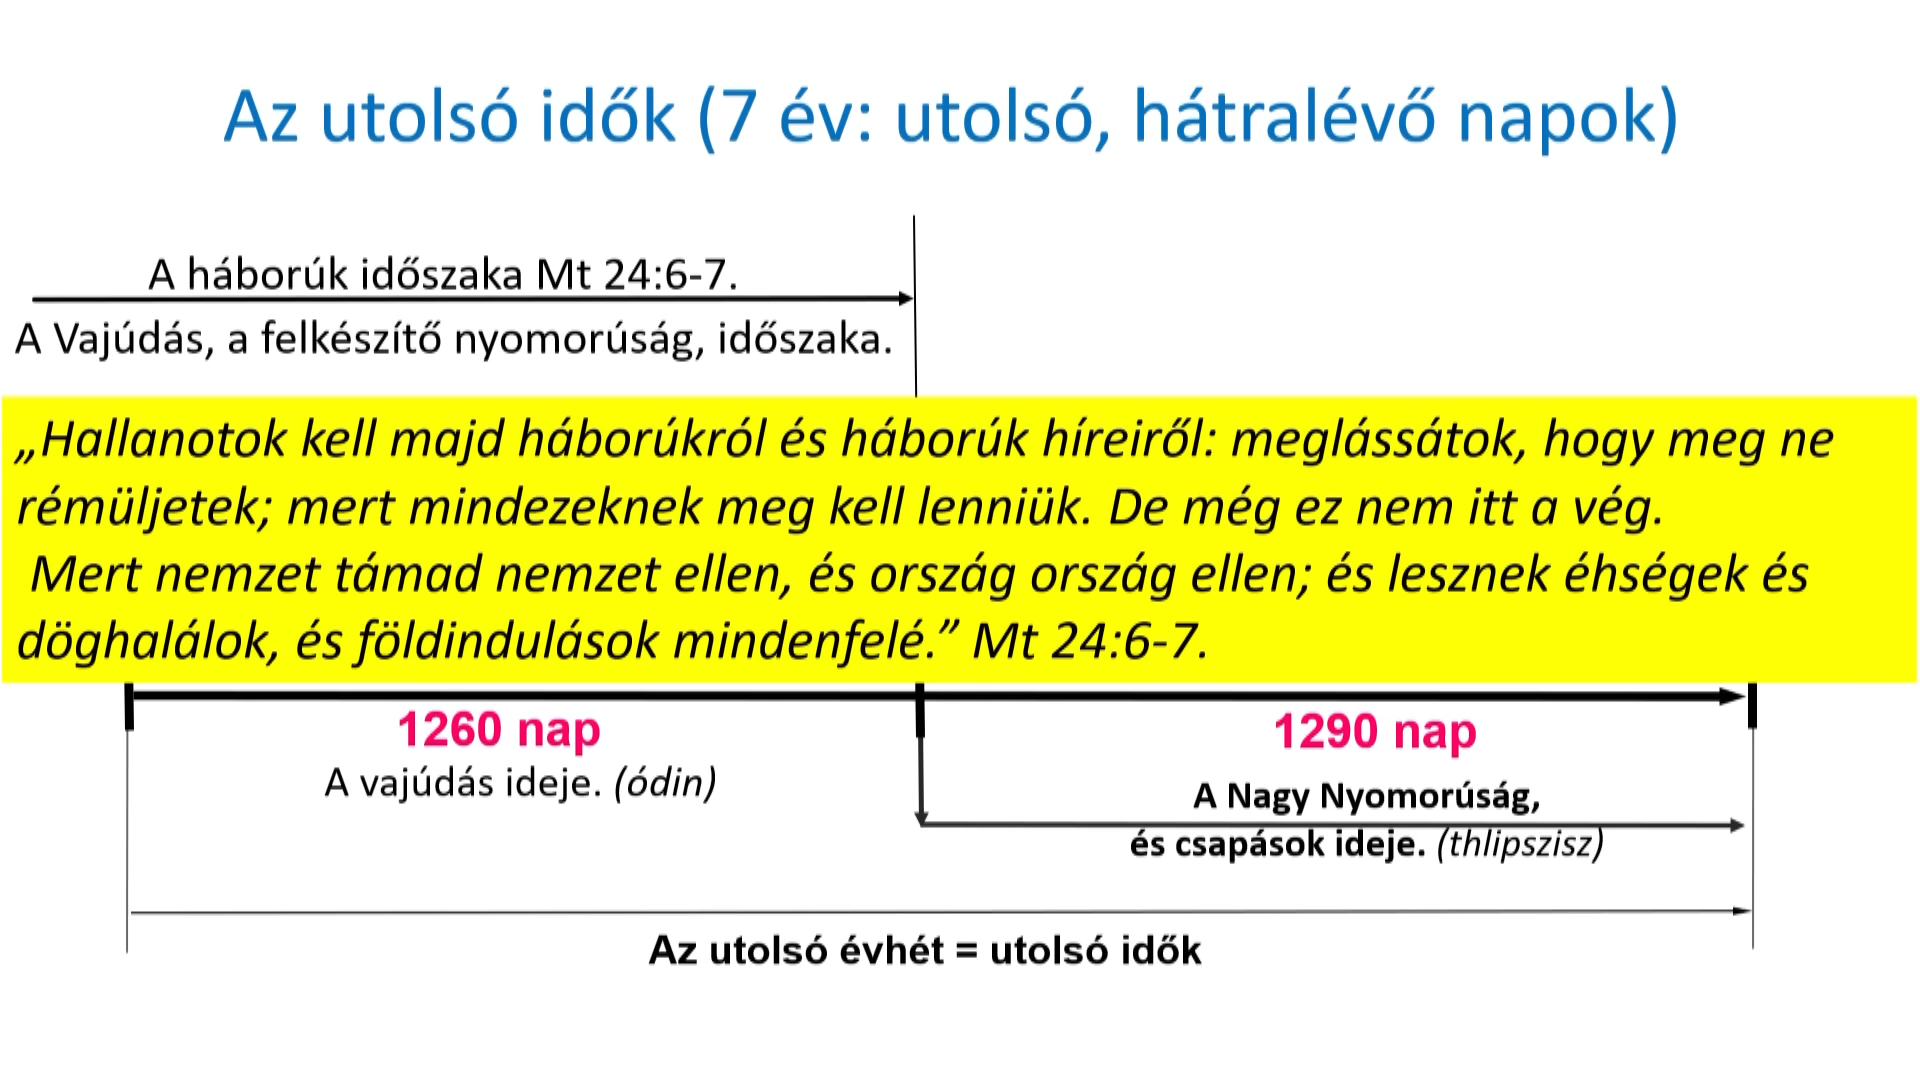 Az utolsó idők (7 év: utolsó, hátralévő napok)
A háborúk időszaka Mt 24:6-7.
A Vajúdás, a felkészítő nyomorúság, időszaka.
„Hallanotok kell majd háborúkról és háborúk híreiről: meglássátok, hogy meg ne
rémüljetek; mert mindezeknek meg kell lenniük. De még ez nem itt a vég.
Mert nemzet támad nemzet ellen, és ország ország ellen; és lesznek éhségek és
döghalálok, és földindulások mindenfelé.” Mt 24:6-7.
1260 nap
A vajúdás ideje. (ódin)
1290 nap
A Nagy Nyomorúság,
és csapások ideje. (thlipszisz)
Az utolsó évhét = utolsó idők